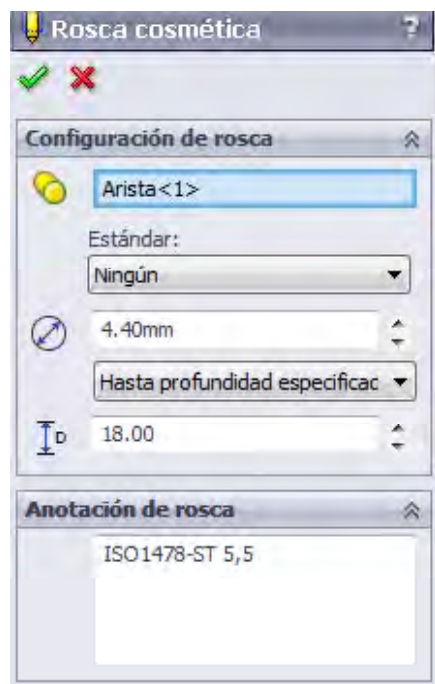 Rosca cosmética ?
Configuración de rosca
Arista<1>
Estándar:
Ningún
4.40mm
Hasta profundidad especificac
D 18.00
Anotación de rosca
ISO1478-ST 5,5